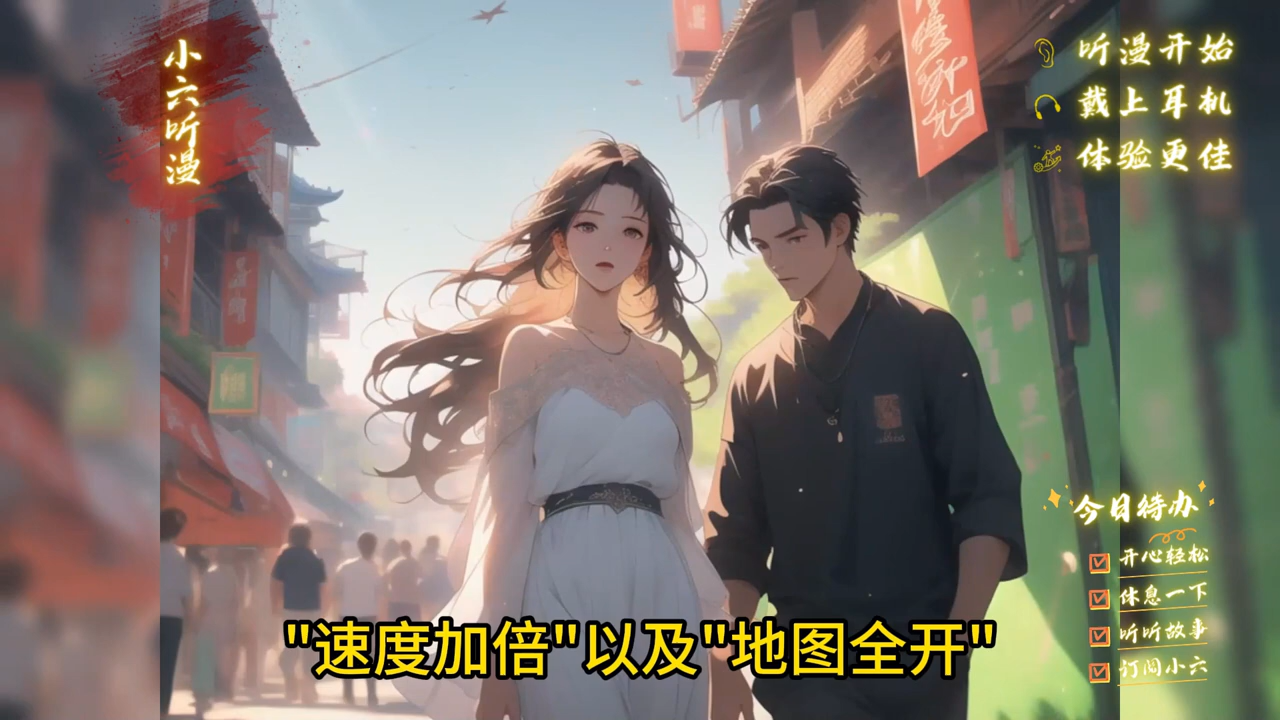 小六听漫
听漫开始
戴上耳机
体验更佳
今日待办
开心轻松
休息一下
听听故事
订阅小六
"速度加倍"以及"地图全开"